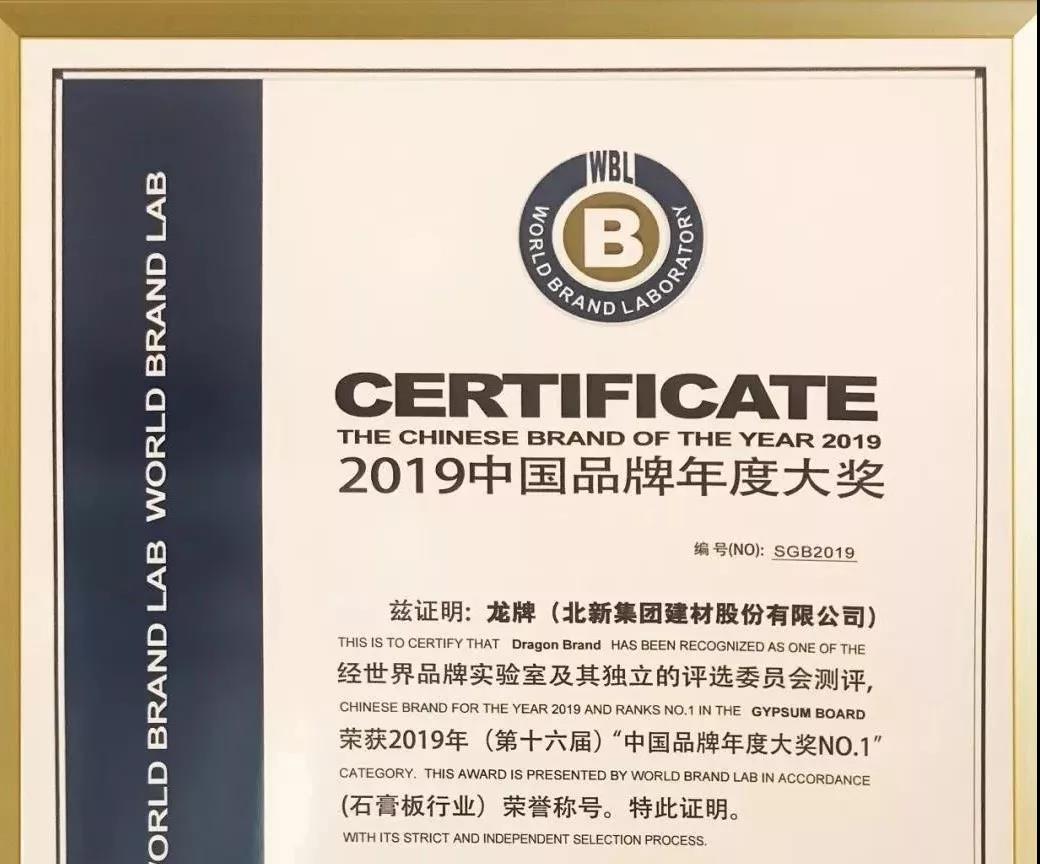 WBL
B
WORLD BRAND LABORATORY
WORLD BRAND LAB WORLD BRAND LAB WORLD BRAND LAB
CERTIFICATE
THE CHINESE BRAND OF THE YEAR 2019
2019中国品牌年度大奖
编号(NO): SGB2019
兹证明: 龙牌（北新集团建材股份有限公司）
THIS IS TO CERTIFY THAT Dragon Brand HAS BEEN RECOGNIZED AS ONE OF THE
经世界品牌实验室及其独立的评选委员会测评,
CHINESE BRAND FOR THE YEAR 2019 AND RANKS NO.1 IN THE GYPSUM BOARD
荣获2019年（第十六届）“中国品牌年度大奖NO.1”
CATEGORY. THIS AWARD IS PRESENTED BY WORLD BRAND LAB IN ACCORDANCE
(石膏板行业）荣誉称号。特此证明。
WITH ITS STRICT AND INDEPENDENT SELECTION PROCESS.